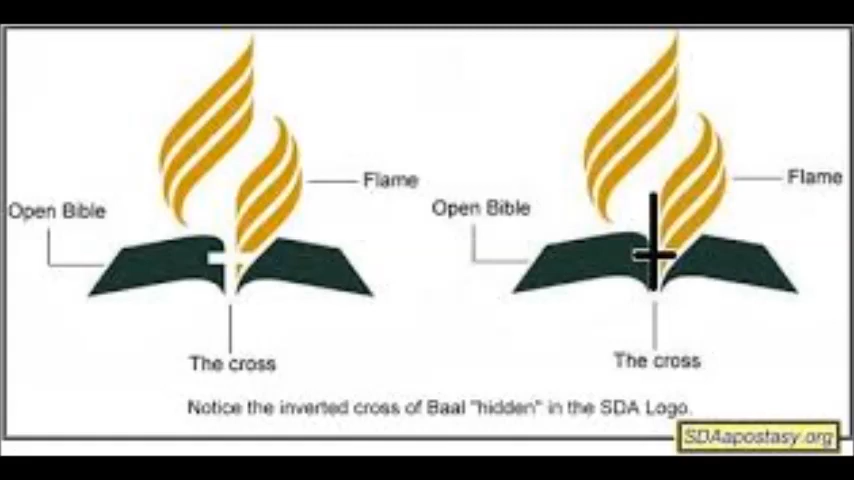 Flame
Open Bible
The cross
Flame
Open Bible
The cross
Notice the inverted cross of Baal "hidden" in the SDA Logo.
SDAapostasy.org